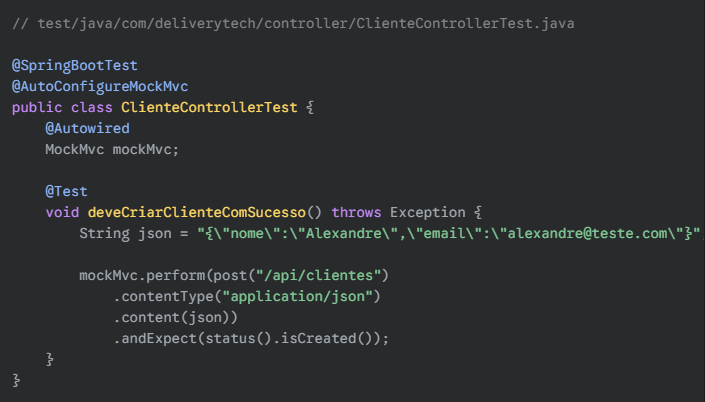 // test/java/com/deliverytech/controller/ClienteControllerTest.java
@SpringBootTest
@AutoConfigureMockMvc
public class ClienteControllerTest {
@Autowired
MockMvc mockMvc;
@Test
void deveCriarClienteComSucesso() throws Exception {
String json = "{\"nome\":\"Alexandre\",\"email\":\"alexandre@teste.com\"}"
mockMvc.perform(post("/api/clientes")
.contentType("application/json")
.content(json))
.andExpect(status().isCreated());
}
}